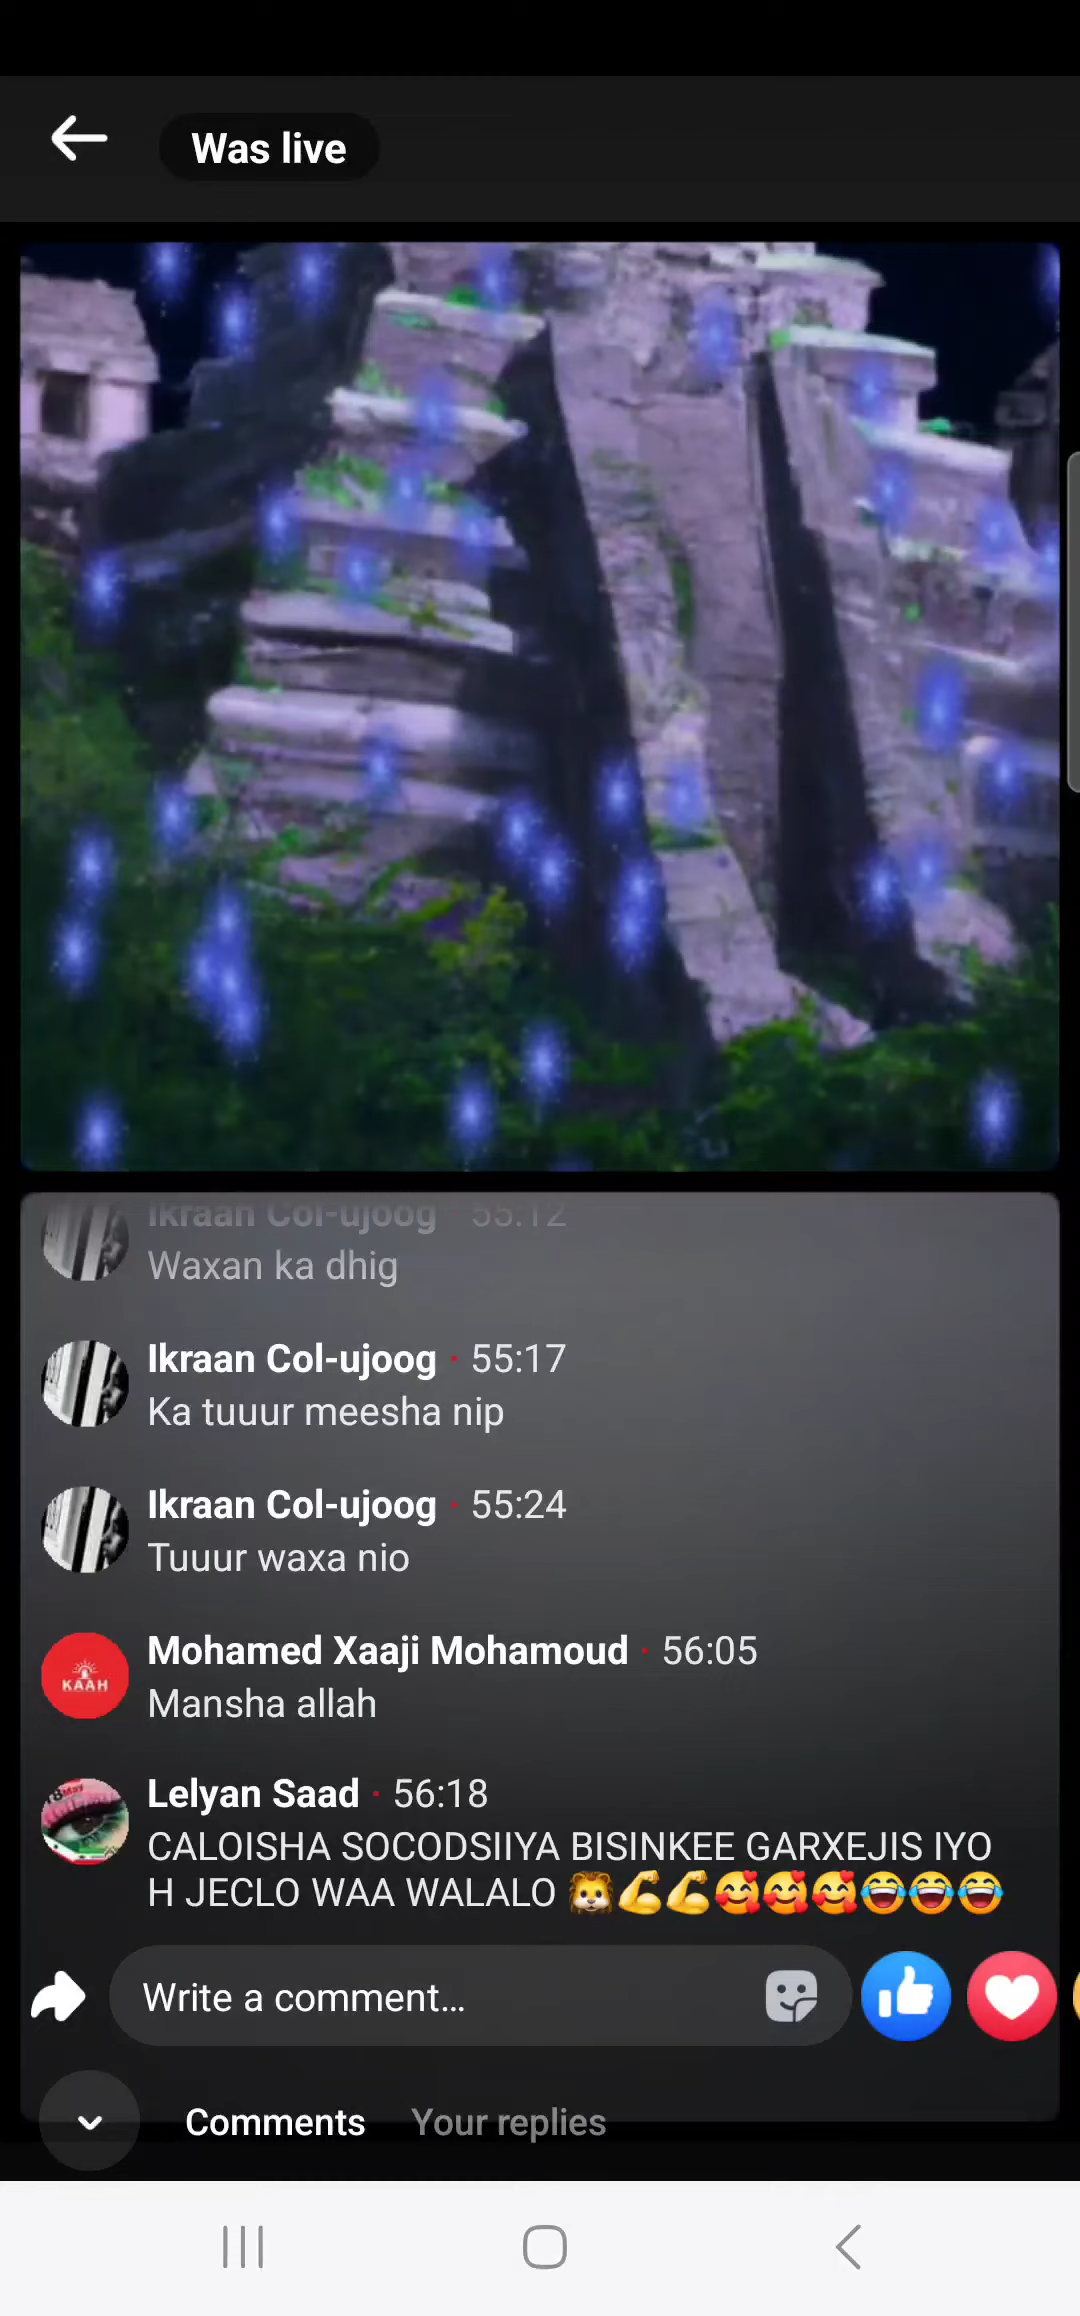 Was live
Ikraan Col-ujoog 55:12
Waxan ka dhig
Ikraan Col-ujoog · 55:17
Ka tuuur meesha nip
Ikraan Col-ujoog · 55:24
Tuuur waxa nio
Mohamed Xaaji Mohamoud · 56:05
KAAH
Mansha allah
Lelyan Saad · 56:18
CALOISHA SOCODSIIYA BISINKEE GARXEJIS IYO
H JECLO WAA WALALO 🦁💪💪🥰🥰🥰😂😂😂
Write a comment...
Comments Your replies